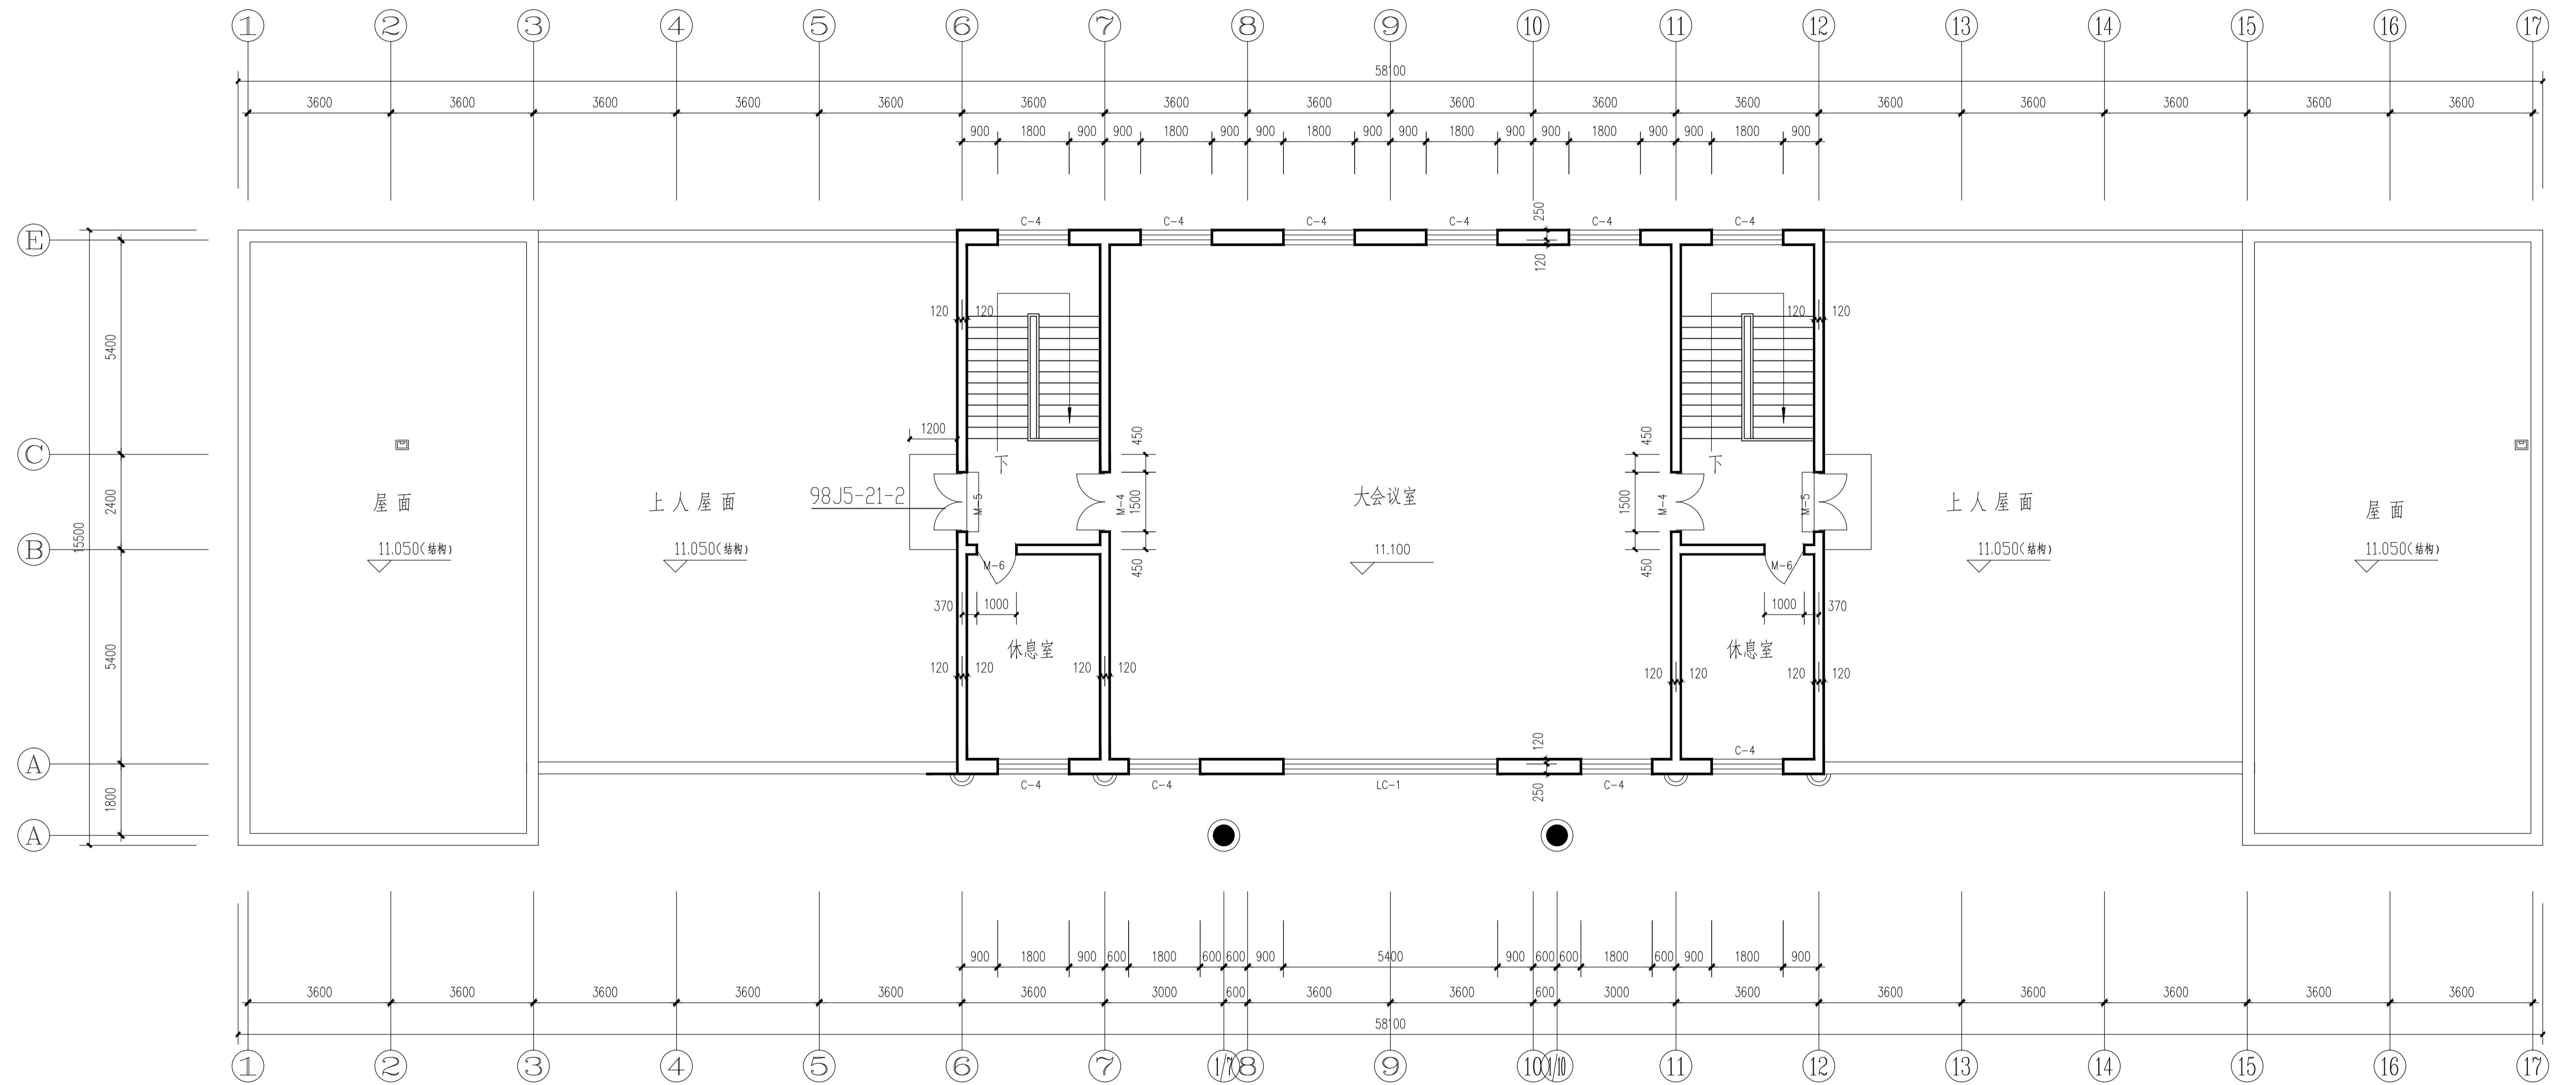 1 2 3 4 5 6 7 8 9 10 11 12 13 14 15 16 17
58100
3600 3600 3600 3600 3600 3600 3600 3600 3600 3600 3600 3600 3600 3600 3600 3600
900 1800 900 900 1800 900 900 1800 900 900 1800 900 900 1800 900 900 1800 900
C-4 C-4 C-4 C-4 C-4 C-4
250
E
120
120 120 120 120
5400
1200 450 450
C
下 下
98J5-21-2
M-5 M-4 1500 1500 M-4 M-5
屋面 上人屋面 大会议室 上人屋面 屋面
2400
15500
11.050(结构) 11.050(结构) 11.100 11.050(结构) 11.050(结构)
B
M-6 450 450 M-6
370 1000 1000 370
休息室 休息室
5400
120 120 120 120 120 120 120 120
120
C-4
A
C-4 C-4 LC-1 250 C-4
1800
A
900 1800 900 600 1800 600 600 900 5400 900 600 600 1800 600 900 1800 900
3600 3600 3600 3600 3600 3600 3000 600 3600 3600 600 3000 3600 3600 3600 3600 3600 3600
58100
1 2 3 4 5 6 7 1/7 8 9 10 1/10 11 12 13 14 15 16 17